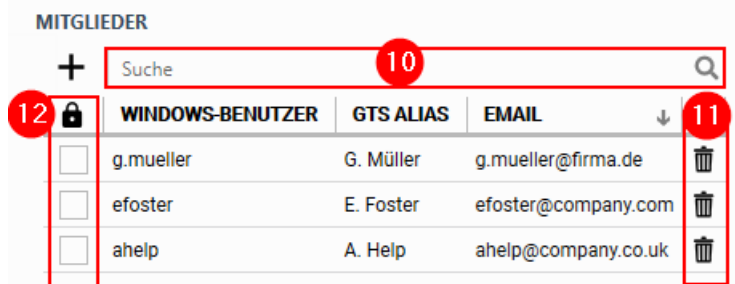 MITGLIEDER
Suche 10
12 WINDOWS-BENUTZER GTS ALIAS EMAIL 11
g.mueller G. Müller g.mueller@firma.de
efoster E. Foster efoster@company.com
ahelp A. Help ahelp@company.co.uk